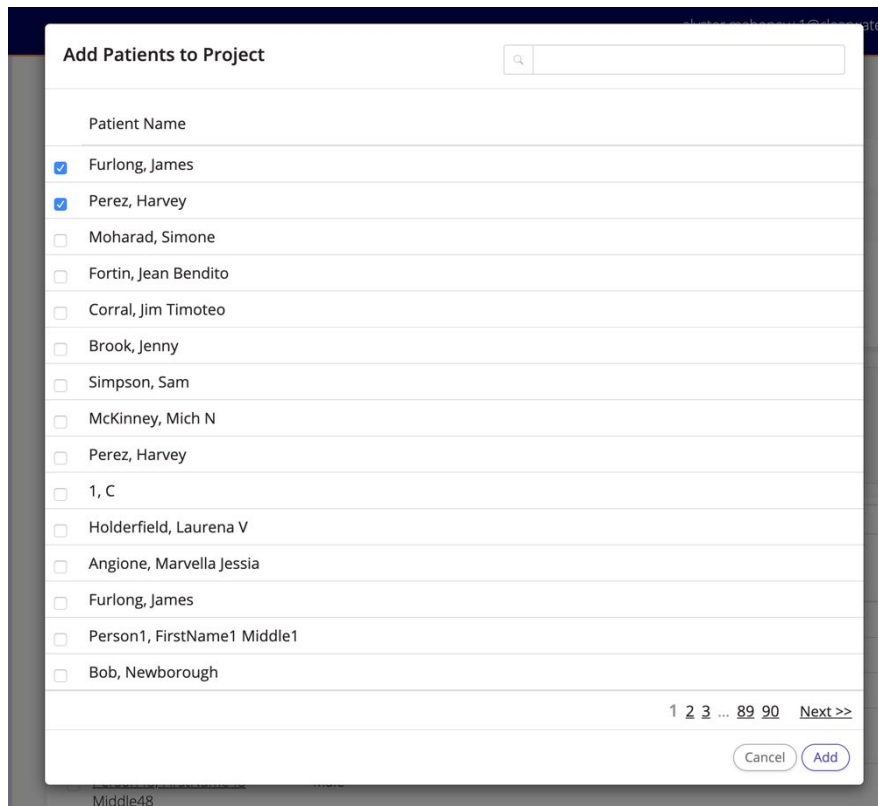 Add Patients to Project
Patient Name
Furlong, James
Perez, Harvey
Moharad, Simone
Fortin, Jean Bendito
Corral, Jim Timoteo
Brook, Jenny
Simpson, Sam
McKinney, Mich N
Perez, Harvey
1, C
Holderfield, Laurena V
Angione, Marvella Jessia
Furlong, James
Person1, FirstName1 Middle1
Bob, Newborough
1 2 3 ... 89 90 Next >>
Cancel Add
Middle48